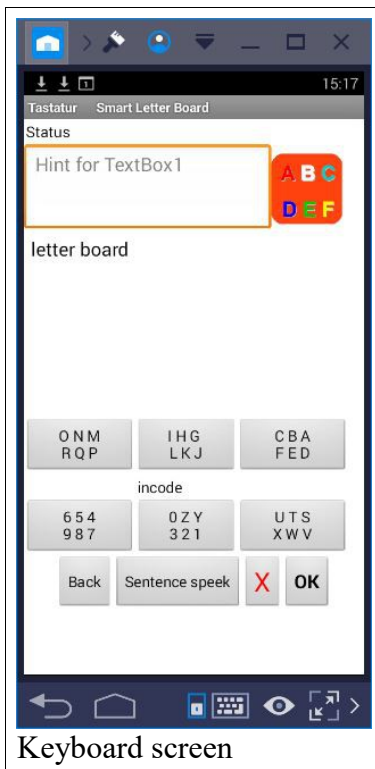 15:17
Tastatur Smart Letter Board
Status
Hint for TextBox1
A B C
D E F
letter board
O N M I H G C B A
R Q P L K J F E D
incode
6 5 4 0 Z Y U T S
9 8 7 3 2 1 X W V
Back Sentence speek X OK
Keyboard screen